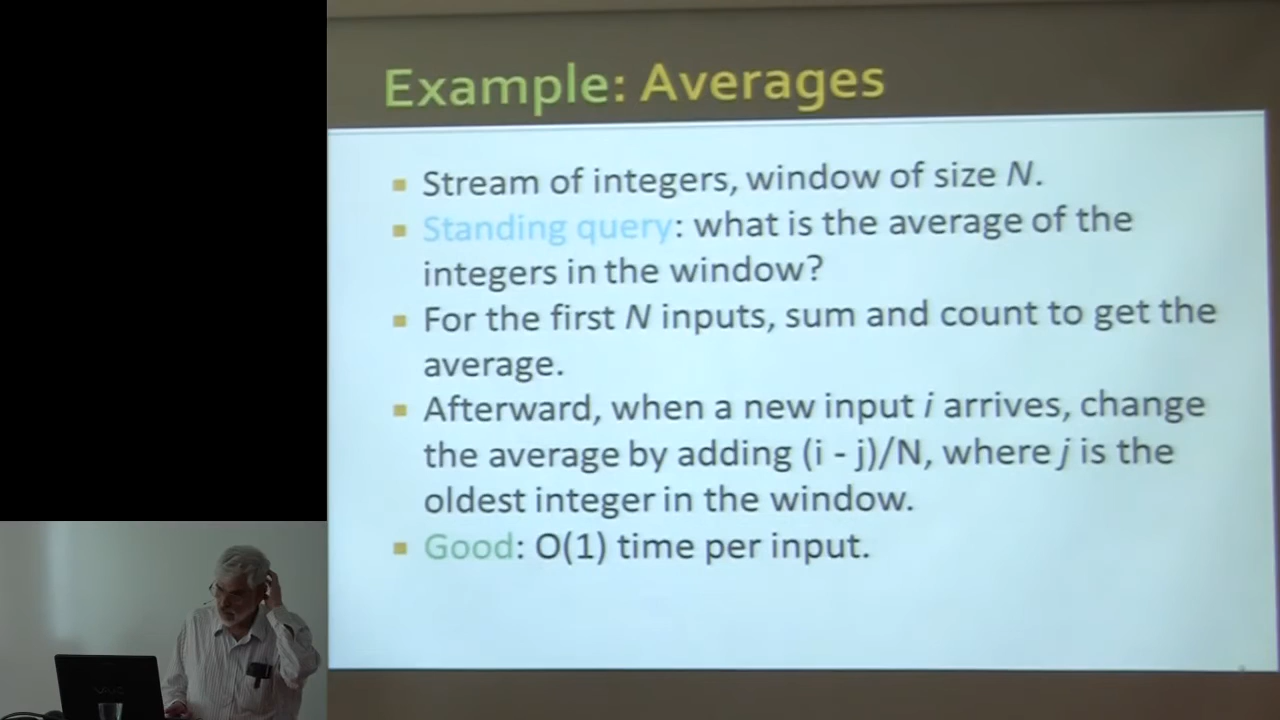 Example: Averages
Stream of integers, window of size N.
Standing query: what is the average of the
integers in the window?
For the first N inputs, sum and count to get the
average.
Afterward, when a new input i arrives, change
the average by adding (i - j)/N, where j is the
oldest integer in the window.
Good: O(1) time per input.
VAIO